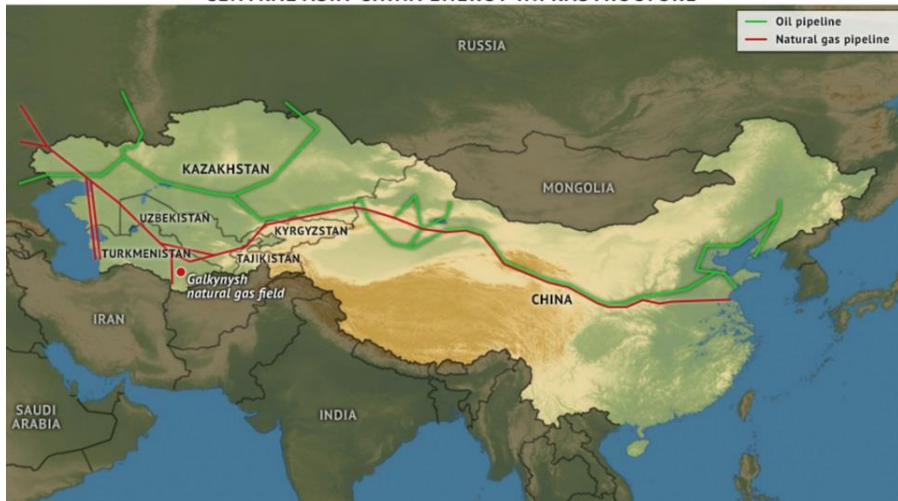 Oil pipeline
Natural gas pipeline
RUSSIA
KAZAKHSTAN
MONGOLIA
UZBEKISTAN
KYRGYZSTAN
TURKMENISTAN
TAJIKISTAN
Galkynysh
natural gas field
CHINA
IRAN
SAUDI
ARABIA
INDIA